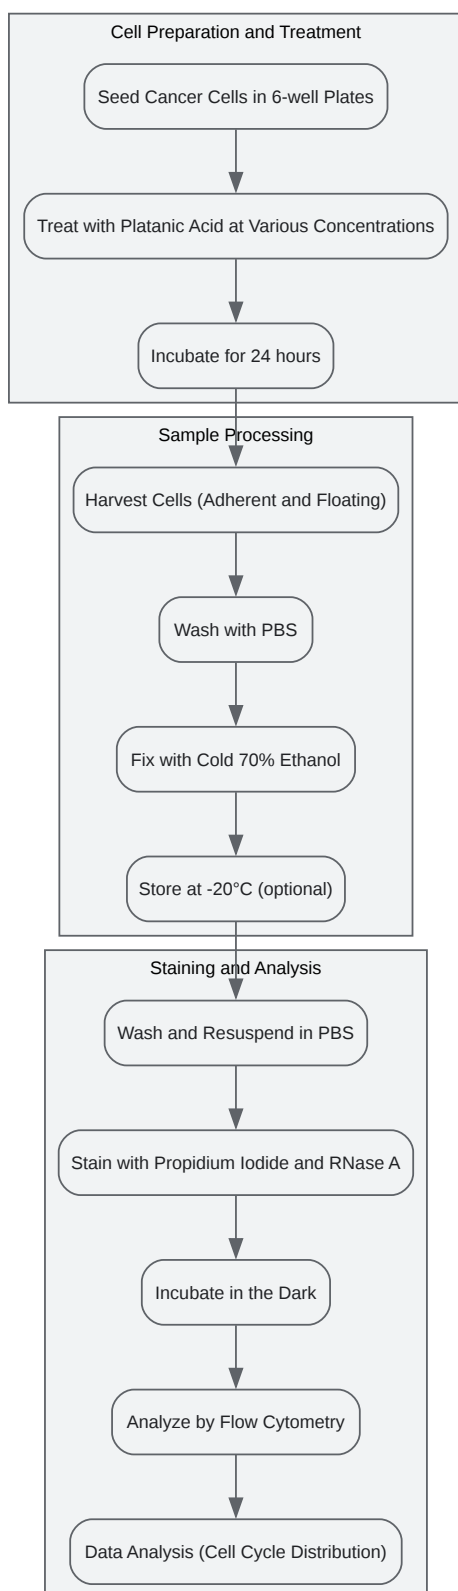 Cell Preparation and Treatment
Seed Cancer Cells in 6-well Plates
Treat with Platanic Acid at Various Concentrations
Incubate for 24 hours
Sample Processing
Harvest Cells (Adherent and Floating)
Wash with PBS
Fix with Cold 70% Ethanol
Store at -20°C (optional)
Staining and Analysis
Wash and Resuspend in PBS
Stain with Propidium Iodide and RNase A
Incubate in the Dark
Analyze by Flow Cytometry
Data Analysis (Cell Cycle Distribution)